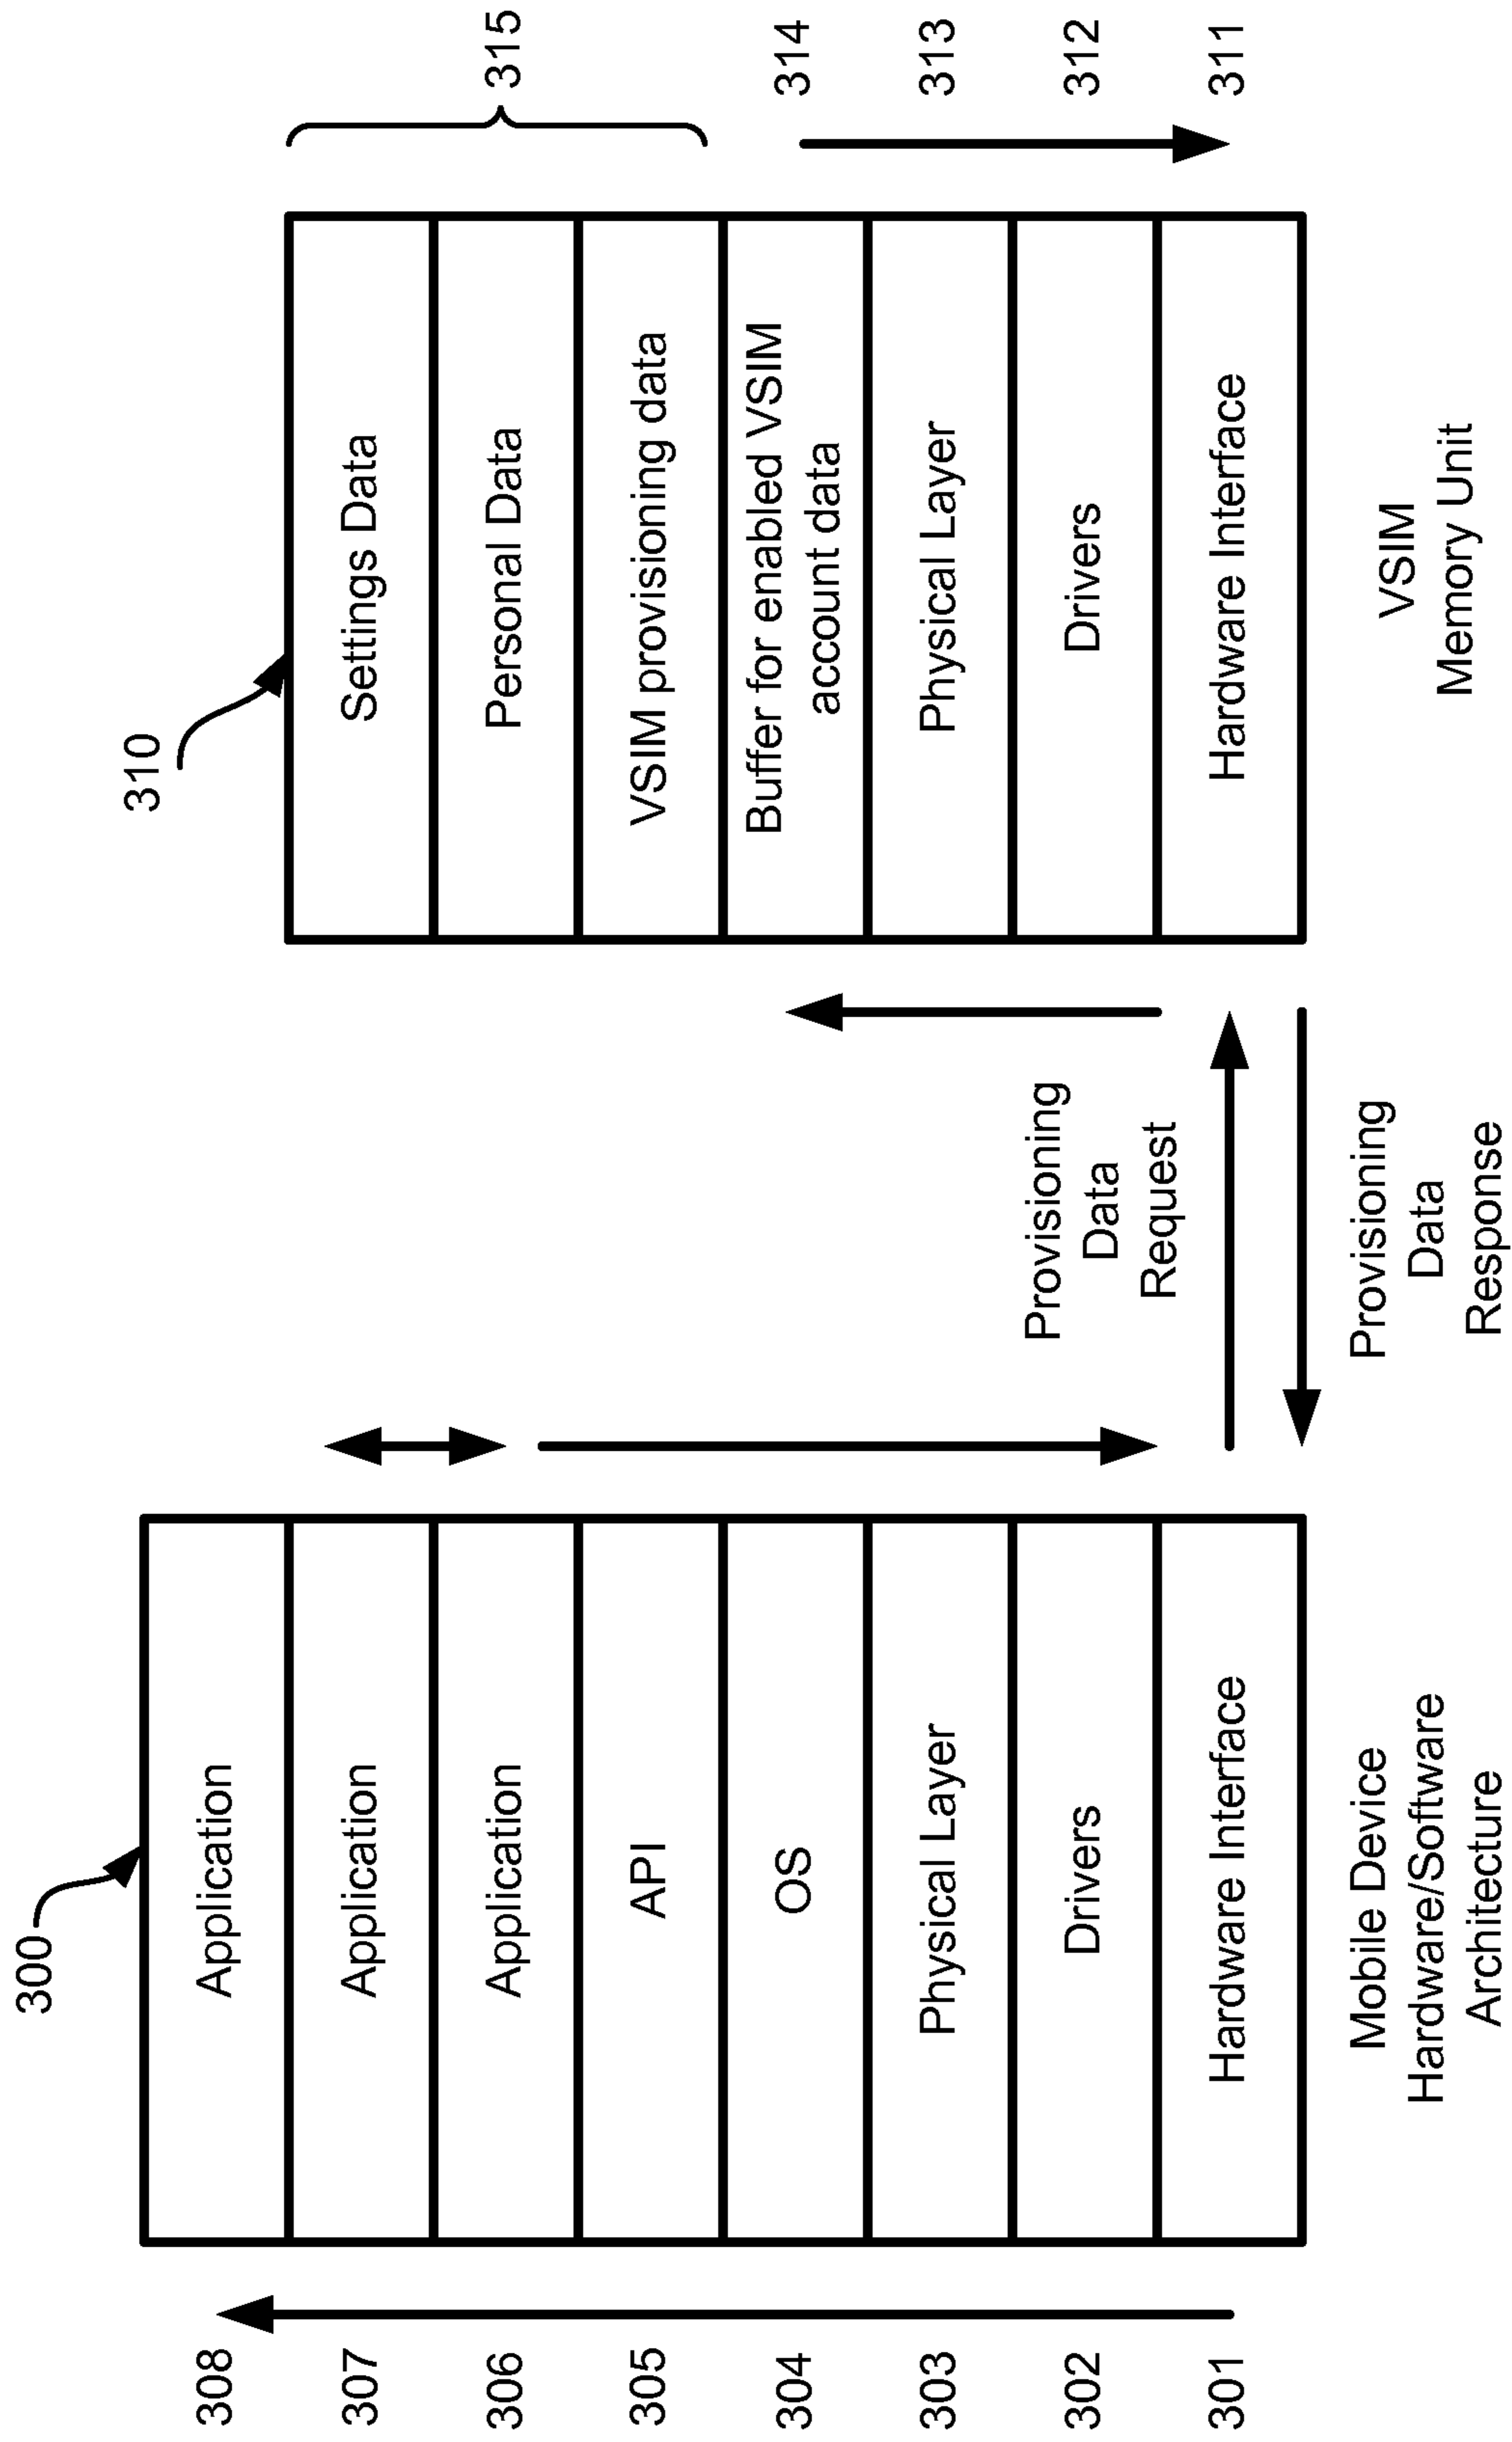 300
308
307
306
305
304
303
302
301
Application
Application
Application
API
OS
Physical Layer
Drivers
Hardware Interface
Mobile Device
Hardware/Software
Architecture
Provisioning
Data
Request
Provisioning
Data
Response
310
Settings Data
Personal Data
VSIM provisioning data
Buffer for enabled VSIM
account data
Physical Layer
Drivers
Hardware Interface
VSIM
Memory Unit
315
314
313
312
311